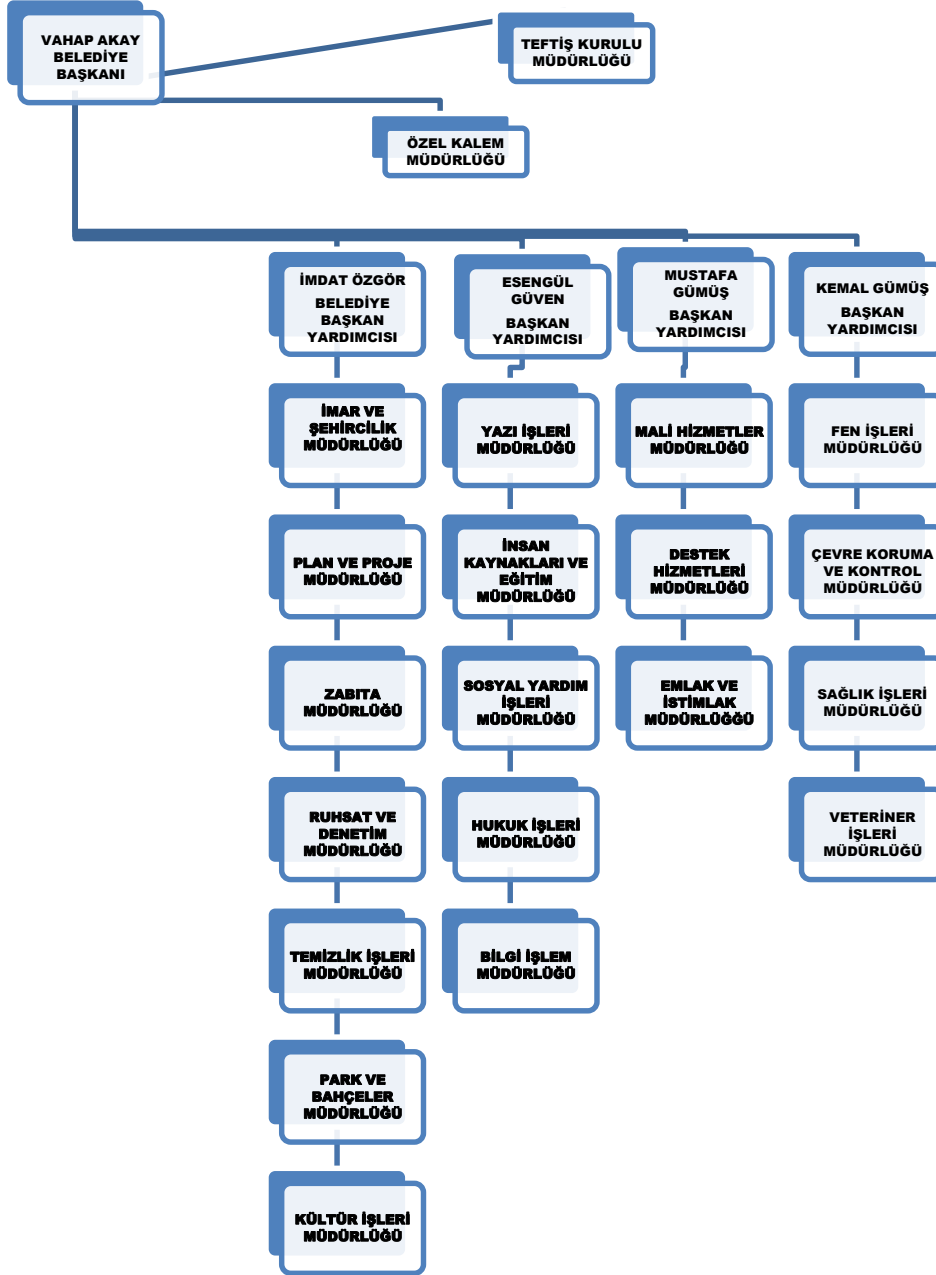 VAHAP AKAY
BELEDİYE
BAŞKANI
TEFTİŞ KURULU
MÜDÜRLÜĞÜ
ÖZEL KALEM
MÜDÜRLÜĞÜ
İMDAT ÖZGÖR
BELEDİYE
BAŞKAN
YARDIMCISI
İMAR VE
ŞEHİRCİLİK
MÜDÜRLÜĞÜ
PLAN VE PROJE
MÜDÜRLÜĞÜ
ZABITA
MÜDÜRLÜĞÜ
RUHSAT VE
DENETİM
MÜDÜRLÜĞÜ
TEMİZLİK İŞLERİ
MÜDÜRLÜĞÜ
PARK VE
BAHÇELER
MÜDÜRLÜĞÜ
KÜLTÜR İŞLERİ
MÜDÜRLÜĞÜ
ESENGÜL
GÜVEN
BAŞKAN
YARDIMCISI
YAZI İŞLERİ
MÜDÜRLÜĞÜ
İNSAN
KAYNAKLARI VE
EĞİTİM
MÜDÜRLÜĞÜ
SOSYAL YARDIM
İŞLERİ
MÜDÜRLÜĞÜ
HUKUK İŞLERİ
MÜDÜRLÜĞÜ
BİLGİ İŞLEM
MÜDÜRLÜĞÜ
MUSTAFA
GÜMÜŞ
BAŞKAN
YARDIMCISI
MALİ HİZMETLER
MÜDÜRLÜĞÜ
DESTEK
HİZMETLERİ
MÜDÜRLÜĞÜ
EMLAK VE
İSTİMLAK
MÜDÜRLÜĞĞÜ
KEMAL GÜMÜŞ
BAŞKAN
YARDIMCISI
FEN İŞLERİ
MÜDÜRLÜĞÜ
ÇEVRE KORUMA
VE KONTROL
MÜDÜRLÜĞÜ
SAĞLIK İŞLERİ
MÜDÜRLÜĞÜ
VETERİNER
İŞLERİ
MÜDÜRLÜĞÜ